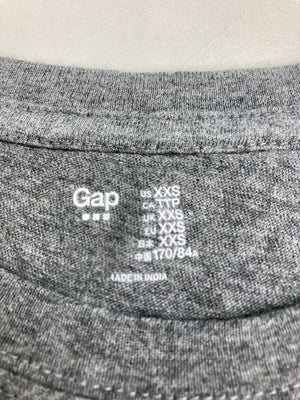 Gap
US XXS
CA TTP
UK XXS
EU XXS
日本 XXS
中国 170/84A
MADE IN INDIA